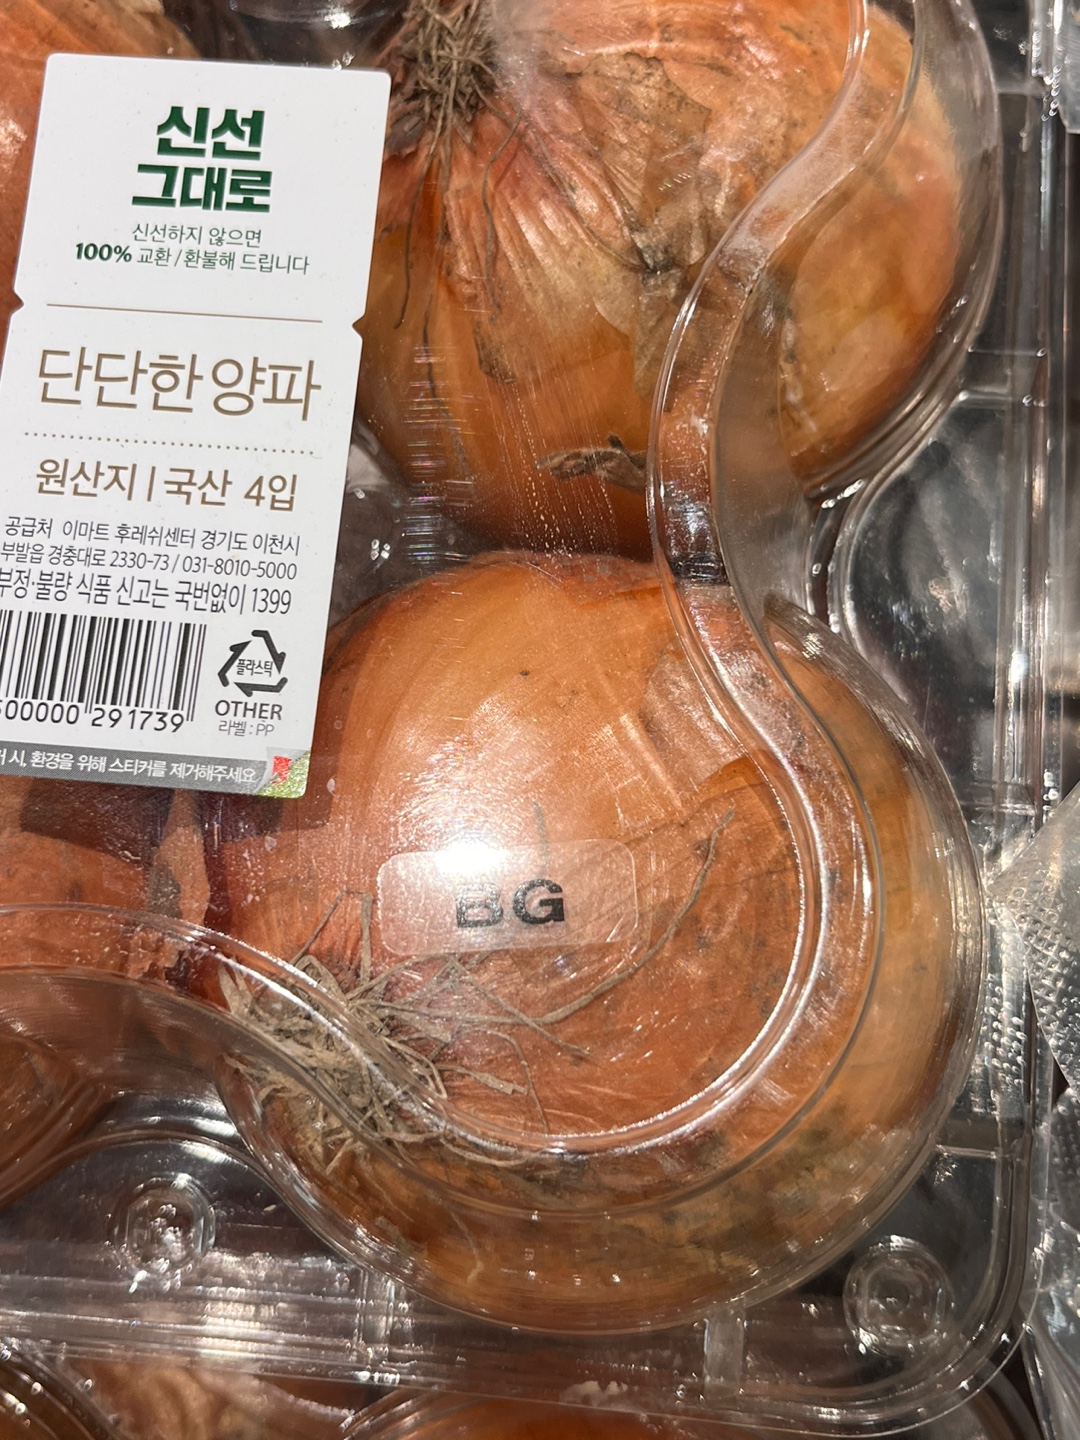 신선
그대로
신선하지 않으면
100% 교환/환불해 드립니다
단단한양파
원산지 | 국산 4입
공급처 이마트 후레쉬센터 경기도 이천시
부발읍 경충대로 2330-73 / 031-8010-5000
부정·불량 식품 신고는 국번없이 1399
플라스틱
OTHER
라벨 : PP
500000 291739
시, 환경을 위해 스티커를 제거해주세요
BG